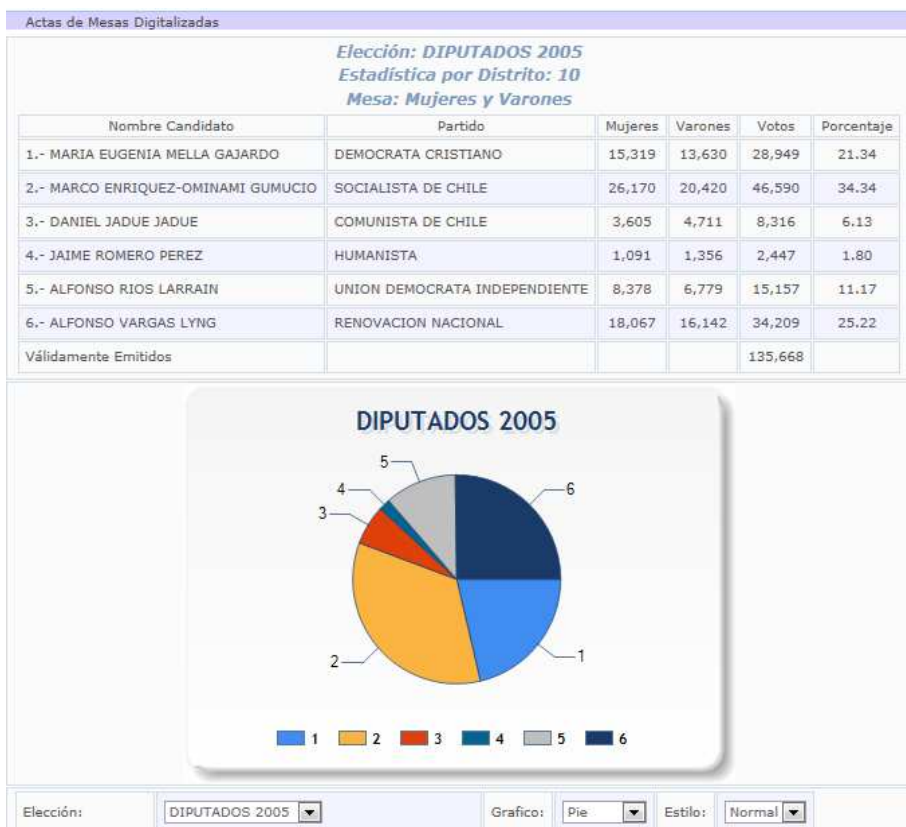 Actas de Mesas Digitalizadas
Elección: DIPUTADOS 2005
Estadística por Distrito: 10
Mesa: Mujeres y Varones
Nombre Candidato Partido Mujeres Varones Votos Porcentaje
1.- MARIA EUGENIA MELLA GAJARDO DEMOCRATA CRISTIANO 15,319 13,630 28,949 21.34
2.- MARCO ENRIQUEZ-OMINAMI GUMUCIO SOCIALISTA DE CHILE 26,170 20,420 46,590 34.34
3.- DANIEL JADUE JADUE COMUNISTA DE CHILE 3,605 4,711 8,316 6.13
4.- JAIME ROMERO PEREZ HUMANISTA 1,091 1,356 2,447 1.80
5.- ALFONSO RIOS LARRAIN UNION DEMOCRATA INDEPENDIENTE 8,378 6,779 15,157 11.17
6.- ALFONSO VARGAS LYNG RENOVACION NACIONAL 18,067 16,142 34,209 25.22
Válidamente Emitidos 135,668
DIPUTADOS 2005
5
4
6
3
2
1
1 2 3 4 5 6
Elección: DIPUTADOS 2005 Grafico: Pie Estilo: Normal